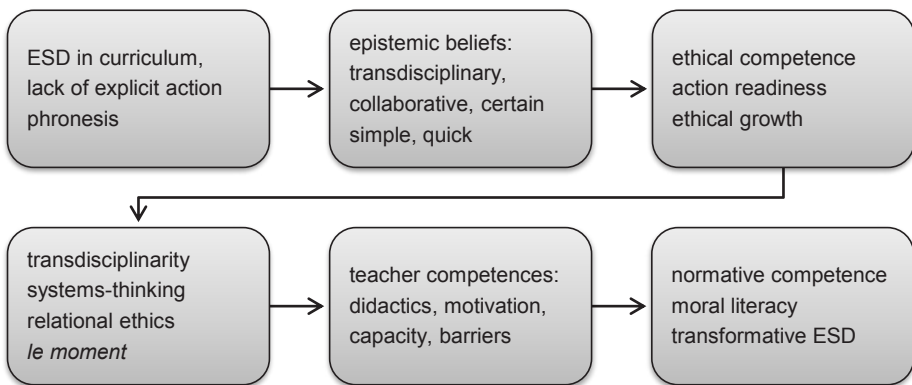 ESD in curriculum,
lack of explicit action
phronesis
epistemic beliefs:
transdisciplinary,
collaborative, certain
simple, quick
ethical competence
action readiness
ethical growth
transdisciplinarity
systems-thinking
relational ethics
le moment
teacher competences:
didactics, motivation,
capacity, barriers
normative competence
moral literacy
transformative ESD